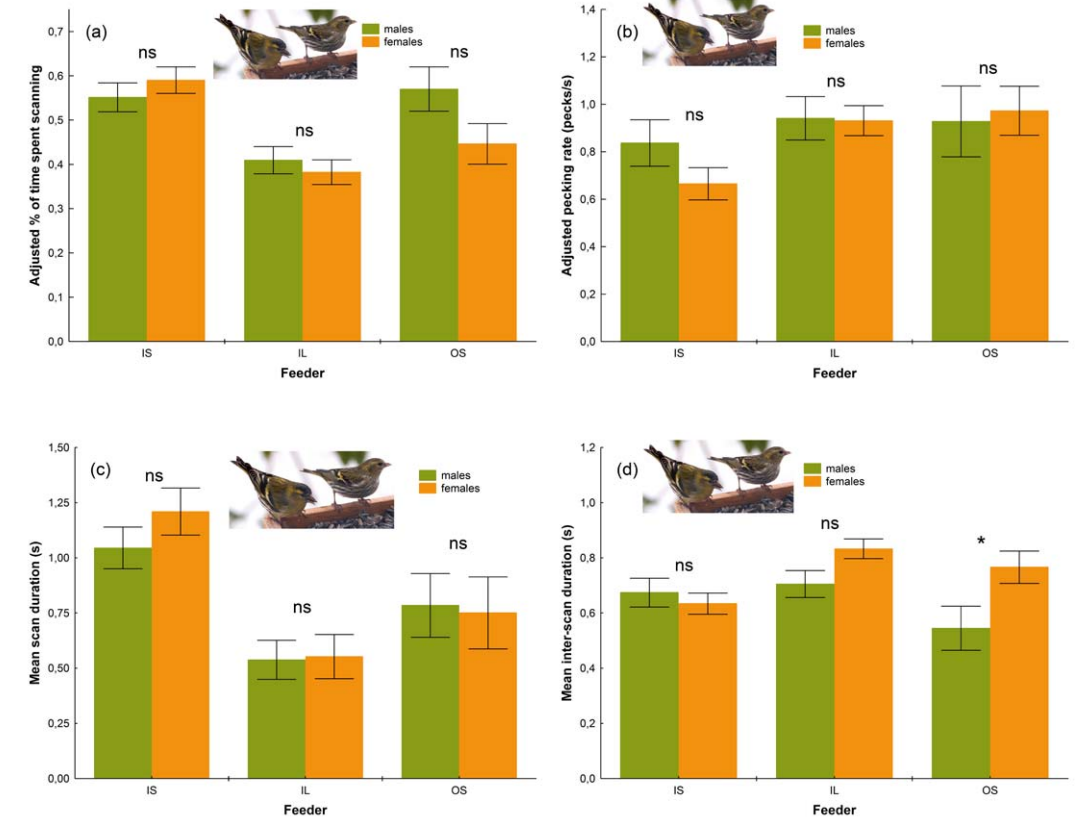 (a)
ns
ns
ns
males
females
Adjusted % of time spent scanning
0,7
0,6
0,5
0,4
0,3
0,2
0,1
0,0
IS
IL
OS
Feeder
(b)
ns
ns
ns
males
females
Adjusted pecking rate (pecks/s)
1,4
1,2
1,0
0,8
0,6
0,4
0,2
0,0
IS
IL
OS
Feeder
(c)
ns
ns
ns
males
females
Mean scan duration (s)
1,50
1,25
1,00
0,75
0,50
0,25
0,00
IS
IL
OS
Feeder
(d)
ns
ns
*
males
females
Mean inter-scan duration (s)
1,2
1,0
0,8
0,6
0,4
0,2
0,0
IS
IL
OS
Feeder